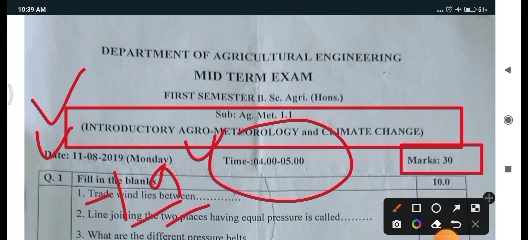 10:39 AM
DEPARTMENT OF AGRICULTURAL ENGINEERING
MID TERM EXAM
FIRST SEMESTER B. Sc. Agri. (Hons.)
Sub: Ag. Met. 1.1
(INTRODUCTORY AGRO-METEOROLOGY and CLIMATE CHANGE)
Date: 11-08-2019 (Monday) Time-:04.00-05.00 Marks: 30
Q. 1 Fill in the blanks 10.0
1. Trade wind lies between.............
2. Line joining the two places having equal pressure is called.........
3. What are the different pressure belts